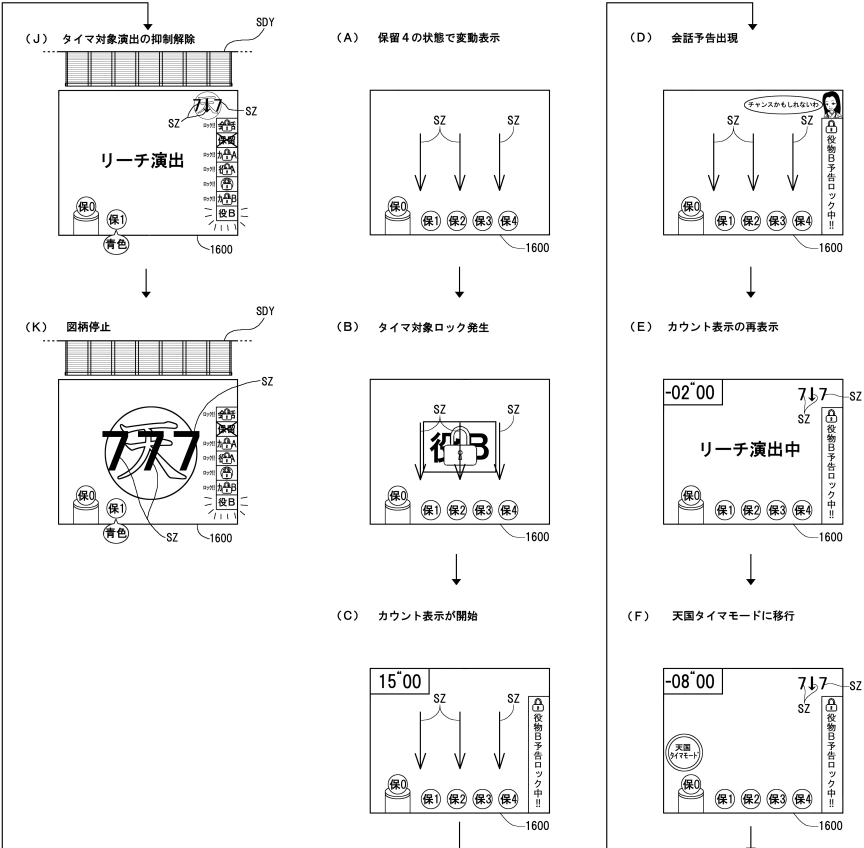 (J) タイマ対象演出の抑制解除
SDY
7↓7
SZ
SZ
保留
役B
リーチ演出
保0
保1
青色
1600
(K) 図柄停止
SDY
SZ
天
777
保留
役B
保0
保1
青色
SZ
1600
(A) 保留4の状態で変動表示
SZ
SZ
保0
保1 保2 保3 保4
1600
(B) タイマ対象ロック発生
SZ
SZ
役B
保0
保1 保2 保3 保4
1600
(C) カウント表示が開始
15"00
SZ
SZ
役物B予告ロック中!!
保0
保1 保2 保3 保4
1600
(D) 会話予告出現
チャンスかもしれないわ
SZ
SZ
役物B予告ロック中!!
保0
保1 保2 保3 保4
1600
(E) カウント表示の再表示
-02"00
7↓7
SZ
SZ
リーチ演出中
役物B予告ロック中!!
保0
保1 保2 保3 保4
1600
(F) 天国タイマモードに移行
-08"00
7↓7
SZ
SZ
役物B予告ロック中!!
天国
タイマモード
保0
保1 保2 保3 保4
1600